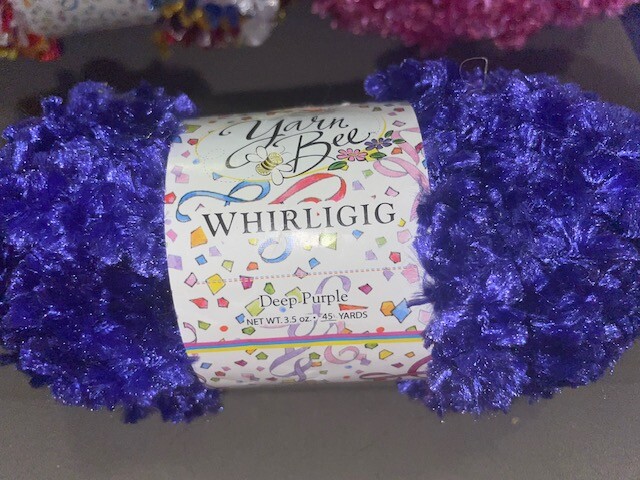 Yarn
Bee
WHIRLIGIG
Deep Purple
NET WT. 3.5 oz. • 45 YARDS